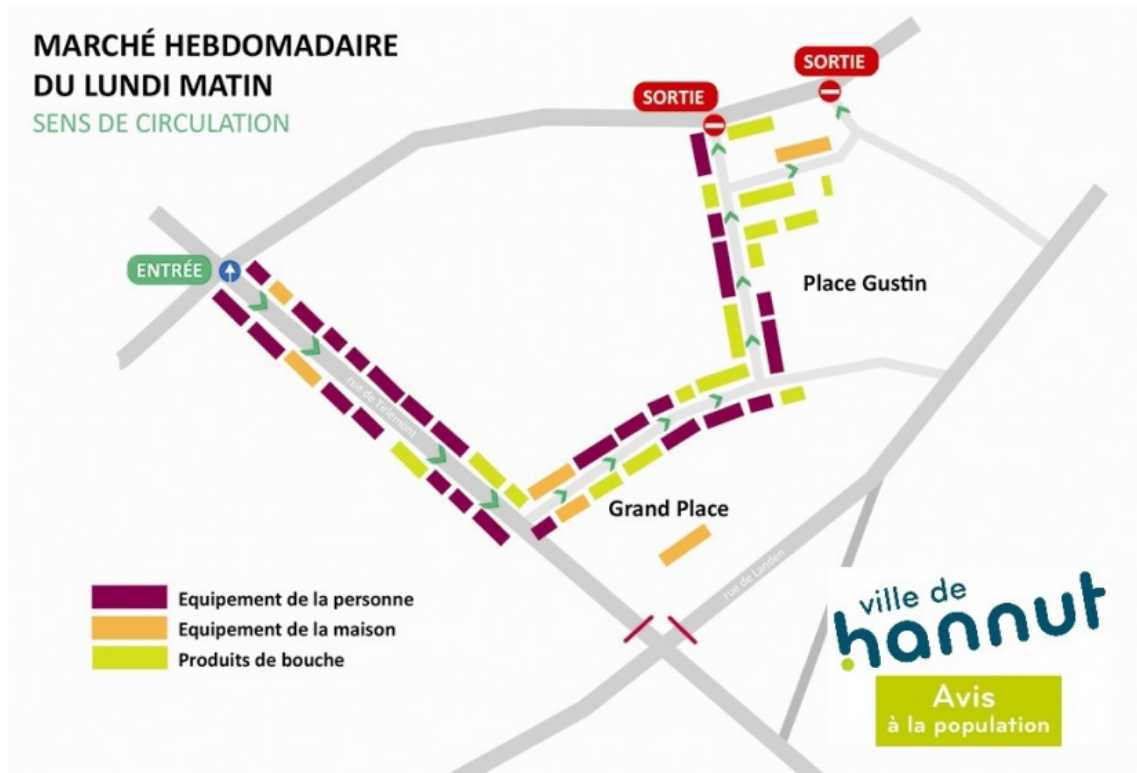 MARCHÉ HEBDOMADAIRE
DU LUNDI MATIN
SENS DE CIRCULATION
SORTIE
SORTIE
ENTRÉE
Place Gustin
rue de Tirlemont
Grand Place
rue de Landen
Equipement de la personne
Equipement de la maison
Produits de bouche
ville de
hannut
Avis
à la population